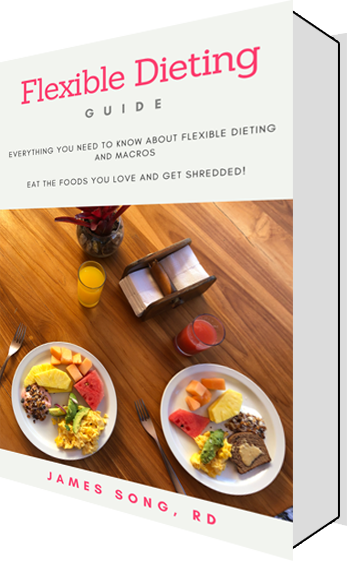 Flexible Dieting
GUIDE
EVERYTHING YOU NEED TO KNOW ABOUT FLEXIBLE DIETING
AND MACROS
EAT THE FOODS YOU LOVE AND GET SHREDDED!
JAMES SONG, RD